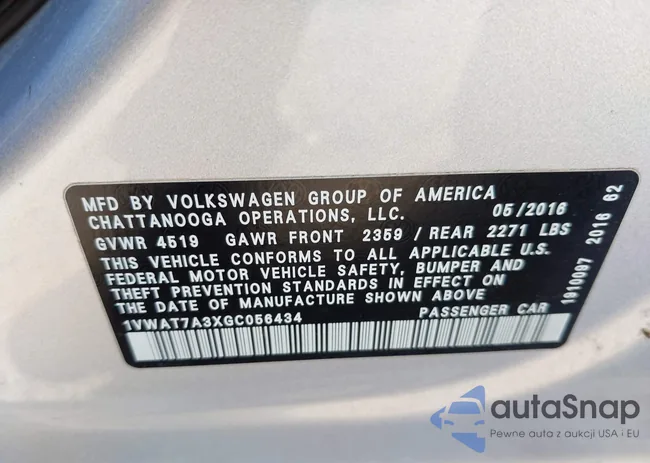 MFD BY VOLKSWAGEN GROUP OF AMERICA
CHATTANOOGA OPERATIONS, LLC. 05/2016
GVWR 4519 GAWR FRONT 2359 / REAR 2271 LBS
THIS VEHICLE CONFORMS TO ALL APPLICABLE U.S.
FEDERAL MOTOR VEHICLE SAFETY, BUMPER AND
THEFT PREVENTION STANDARDS IN EFFECT ON
THE DATE OF MANUFACTURE SHOWN ABOVE
1VWAT7A3XGC056434 PASSENGER CAR
1910097 2016 62
autaSnap
Pewne auta z aukcji USA i EU